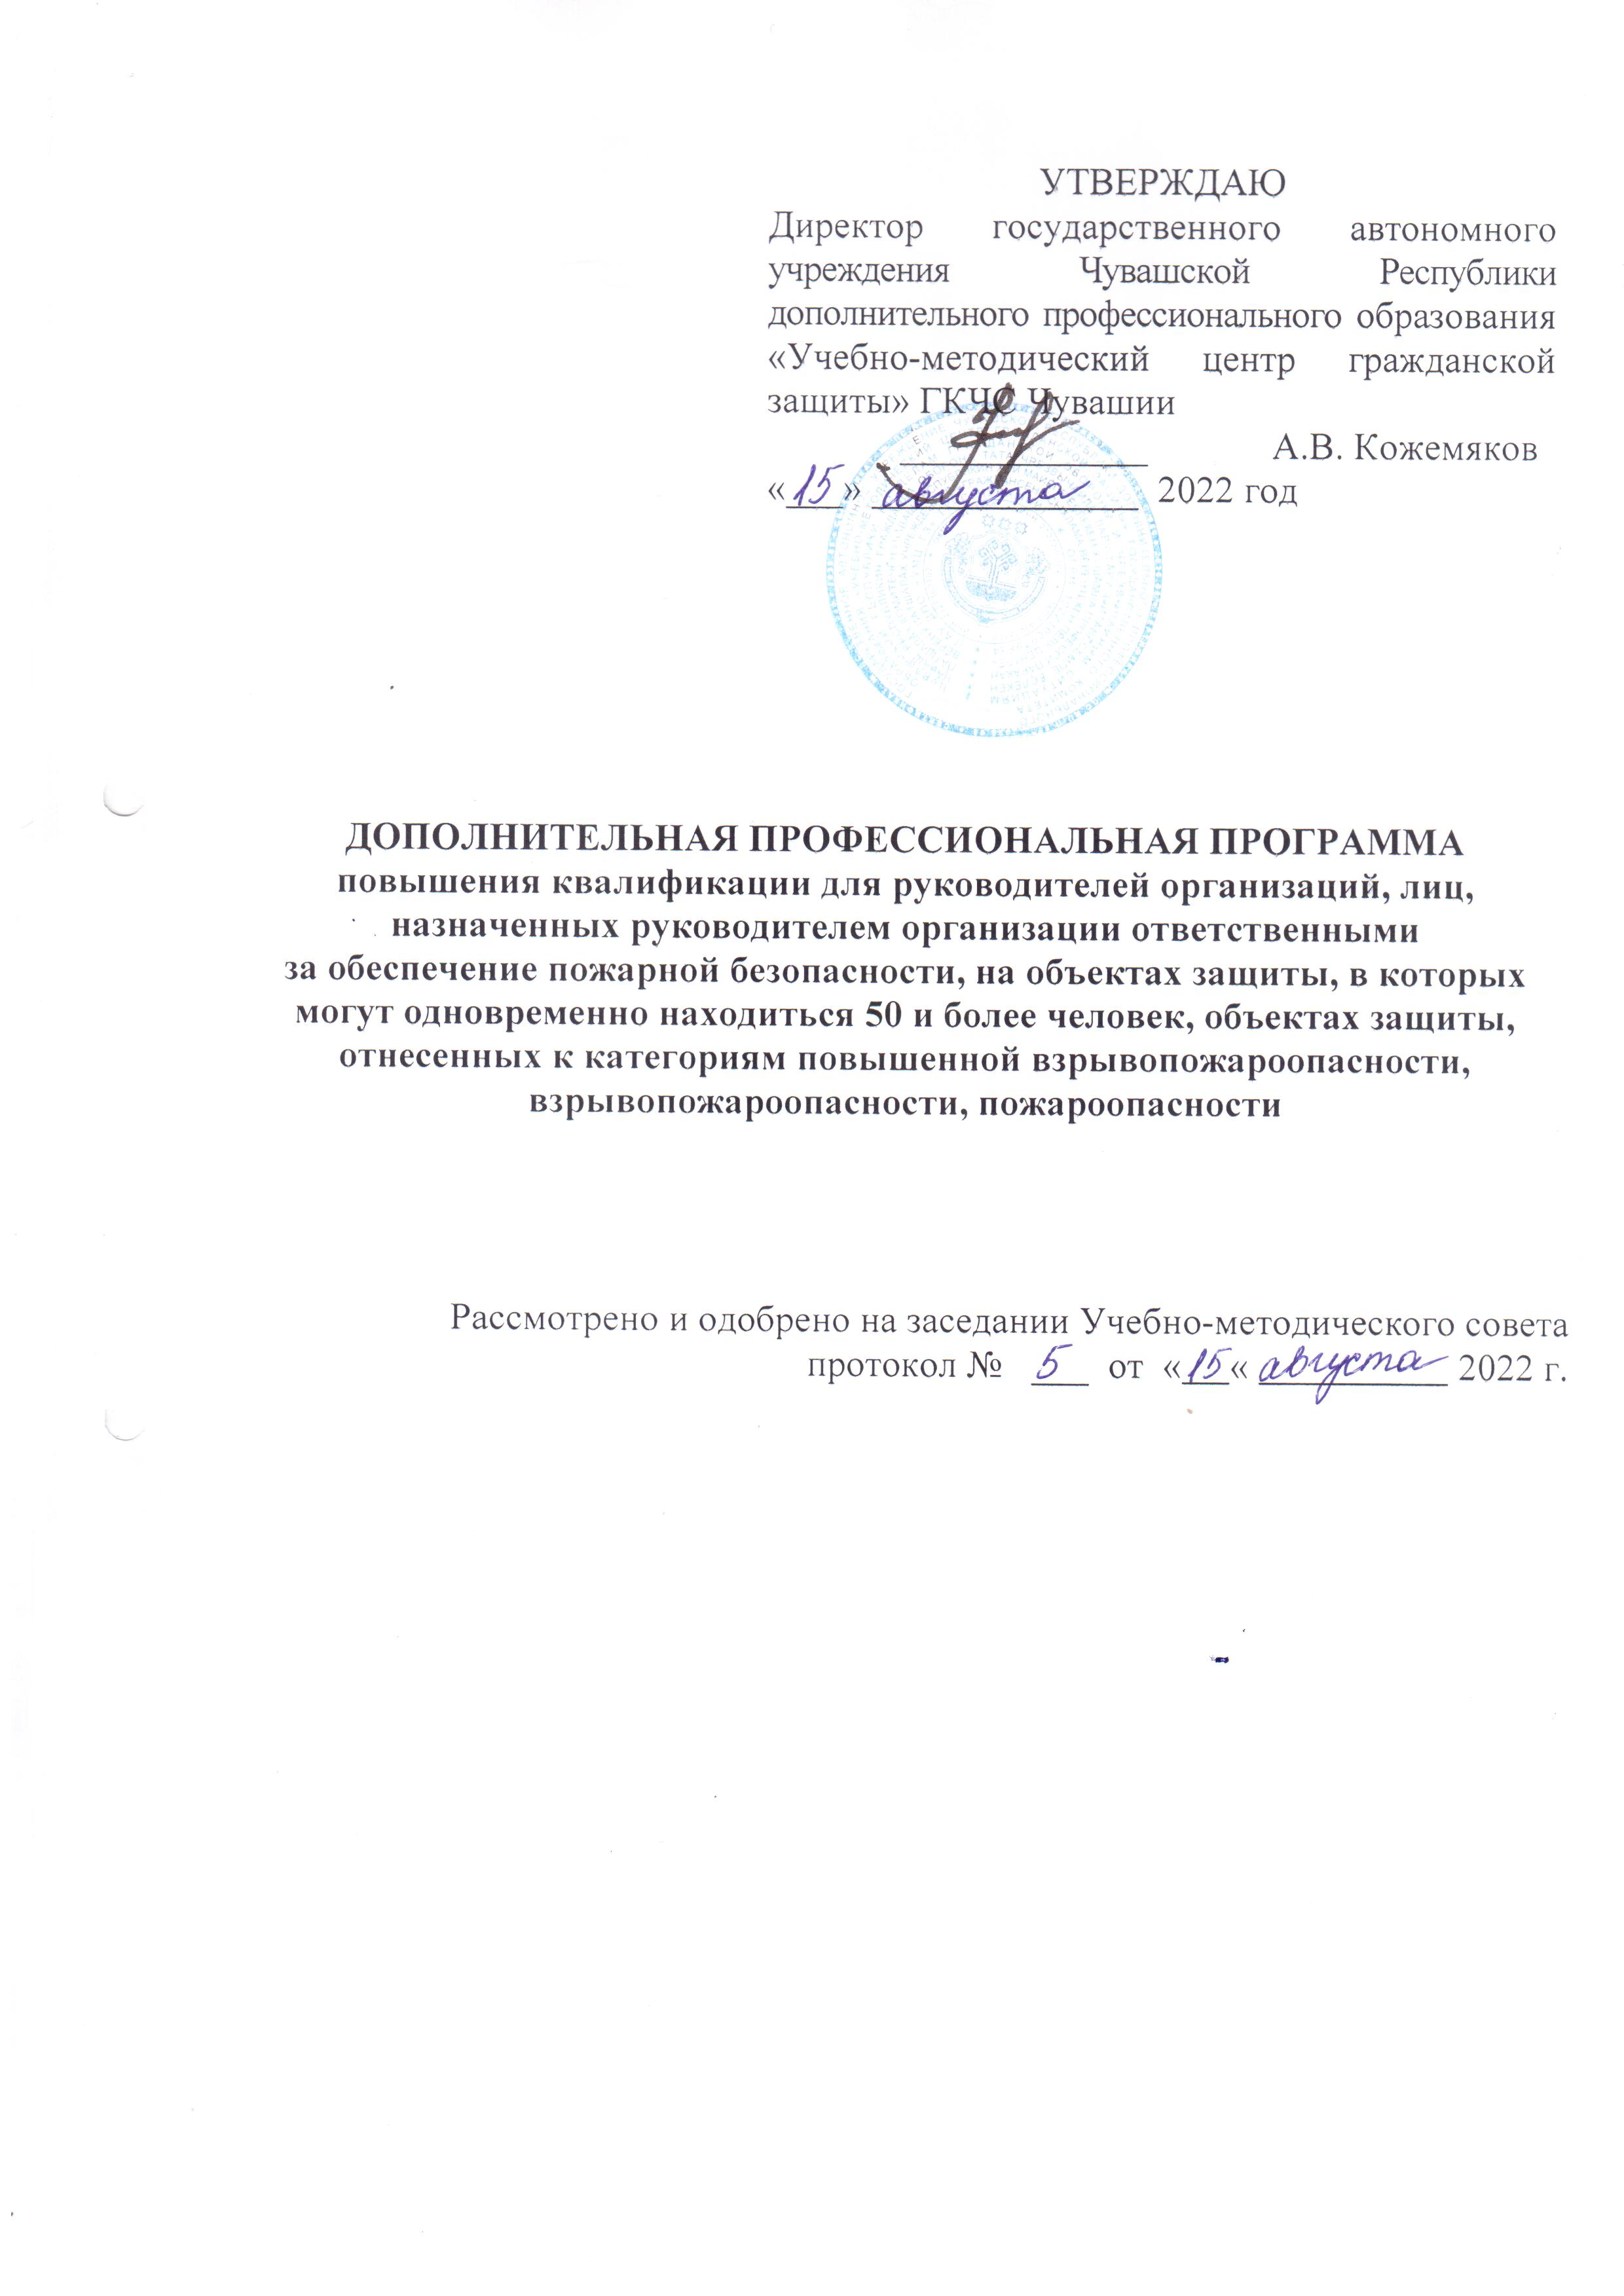 УТВЕРЖДАЮ
Директор государственного автономного
учреждения Чувашской Республики
дополнительного профессионального образования
«Учебно-методический центр гражданской
защиты» ГКЧС Чувашии
А.В. Кожемяков
«15» августа 2022 год
ДОПОЛНИТЕЛЬНАЯ ПРОФЕССИОНАЛЬНАЯ ПРОГРАММА
повышения квалификации для руководителей организаций, лиц,
назначенных руководителем организации ответственными
за обеспечение пожарной безопасности, на объектах защиты, в которых
могут одновременно находиться 50 и более человек, объектах защиты,
отнесенных к категориям повышенной взрывопожароопасности,
взрывопожароопасности, пожароопасности
Рассмотрено и одобрено на заседании Учебно-методического совета
протокол № 5 от «15« августа 2022 г.